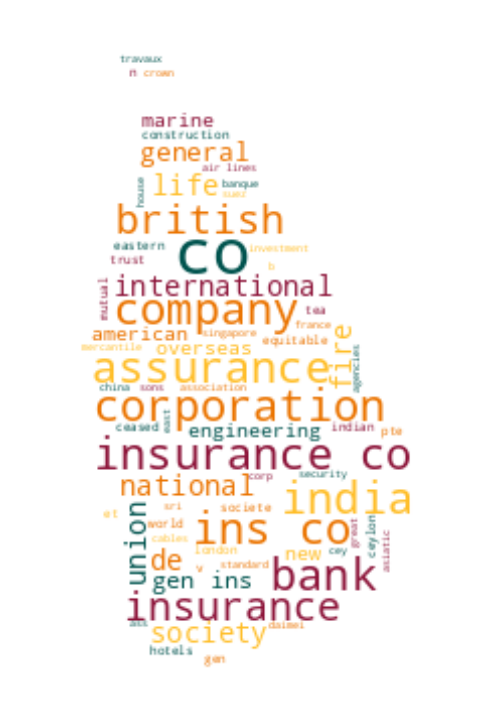 travaux
n crown
marine
construction
general
air lines
house life banque
suez
british
eastern co investment
trust b
mutual international
company tea
american singapore france
equitable
mercantile overseas fire
assurance agencies
china sons association
corporation
ceased east engineering indian pte
insurance co
corp security
national india
et sri societe
union world ins co great ceylon asiatic
cables
de london new cey
v standard
gen ins bank
insurance
ass society daimei
hotels
gen